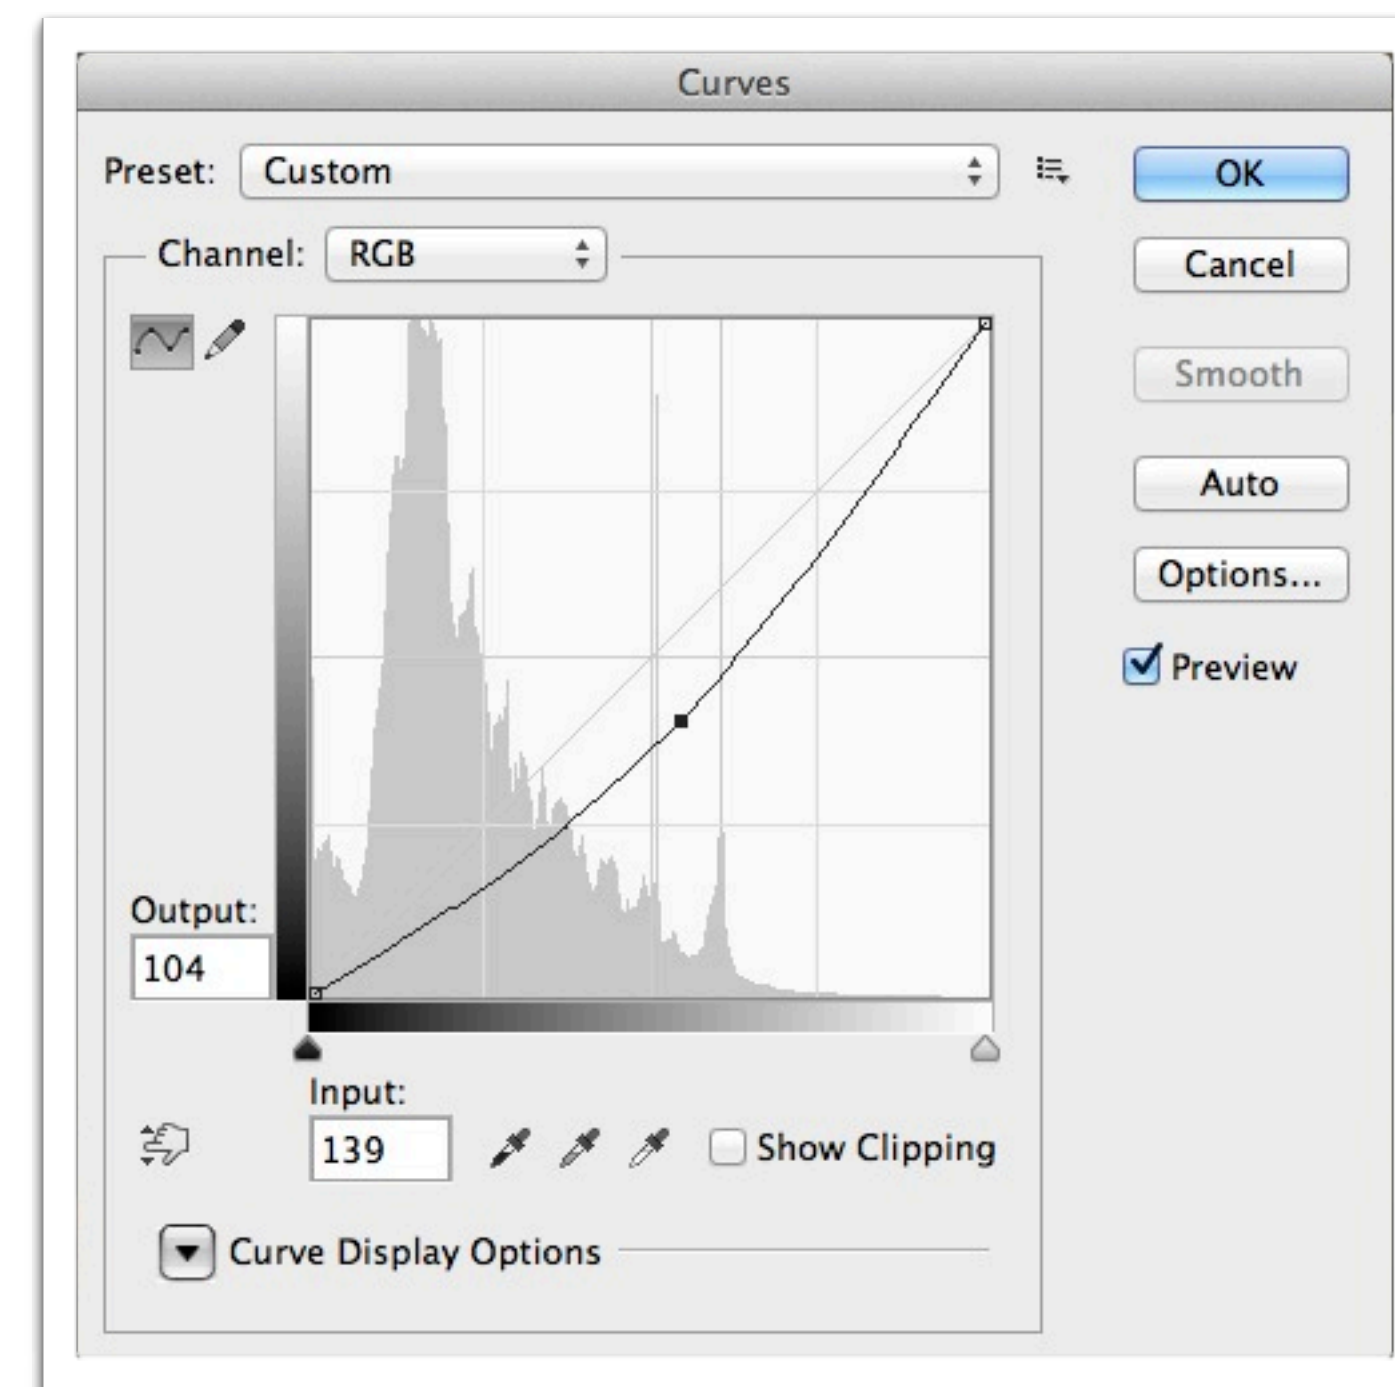 Curves
Preset: Custom
OK
Channel: RGB
Cancel
Smooth
Auto
Options...
Preview
Output:
104
Input:
139
Show Clipping
Curve Display Options